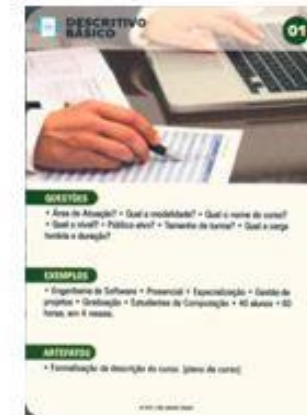 DESCRITIVO
BÁSICO
01
QUESTÕES
• Área de Atuação? • Qual a modalidade? • Qual o nome do curso?
• Qual o nível? • Público-alvo? • Tamanho da turma? • Qual a carga
horária e duração?
EXEMPLOS
• Engenharia de Software • Presencial • Especialização • Gestão de
projetos • Graduação • Estudantes de Computação • 40 alunos • 60
horas, em 4 meses.
ARTEFATOS
• Formalização da descrição do curso. (plano de curso)